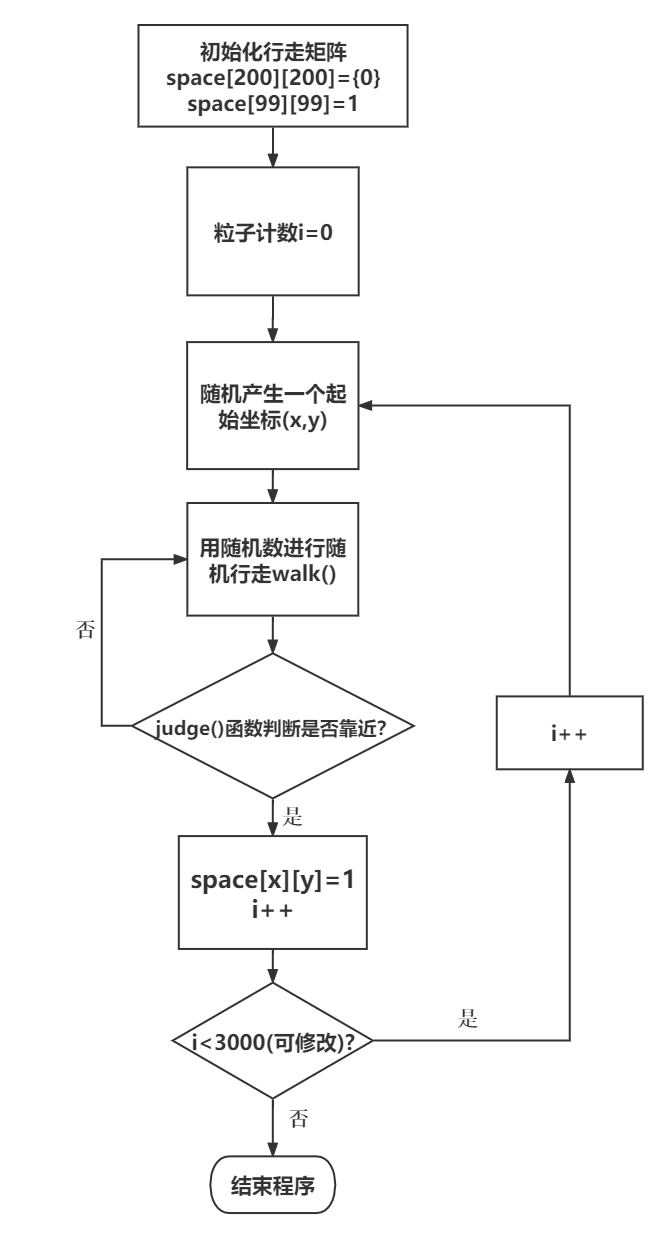 初始化行走矩阵
space[200][200]={0}
space[99][99]=1
粒子计数i=0
随机产生一个起
始坐标(x,y)
用随机数进行随
机行走walk()
否
judge()函数判断是否靠近?
i++
是
space[x][y]=1
i++
i<3000(可修改)?
是
否
结束程序